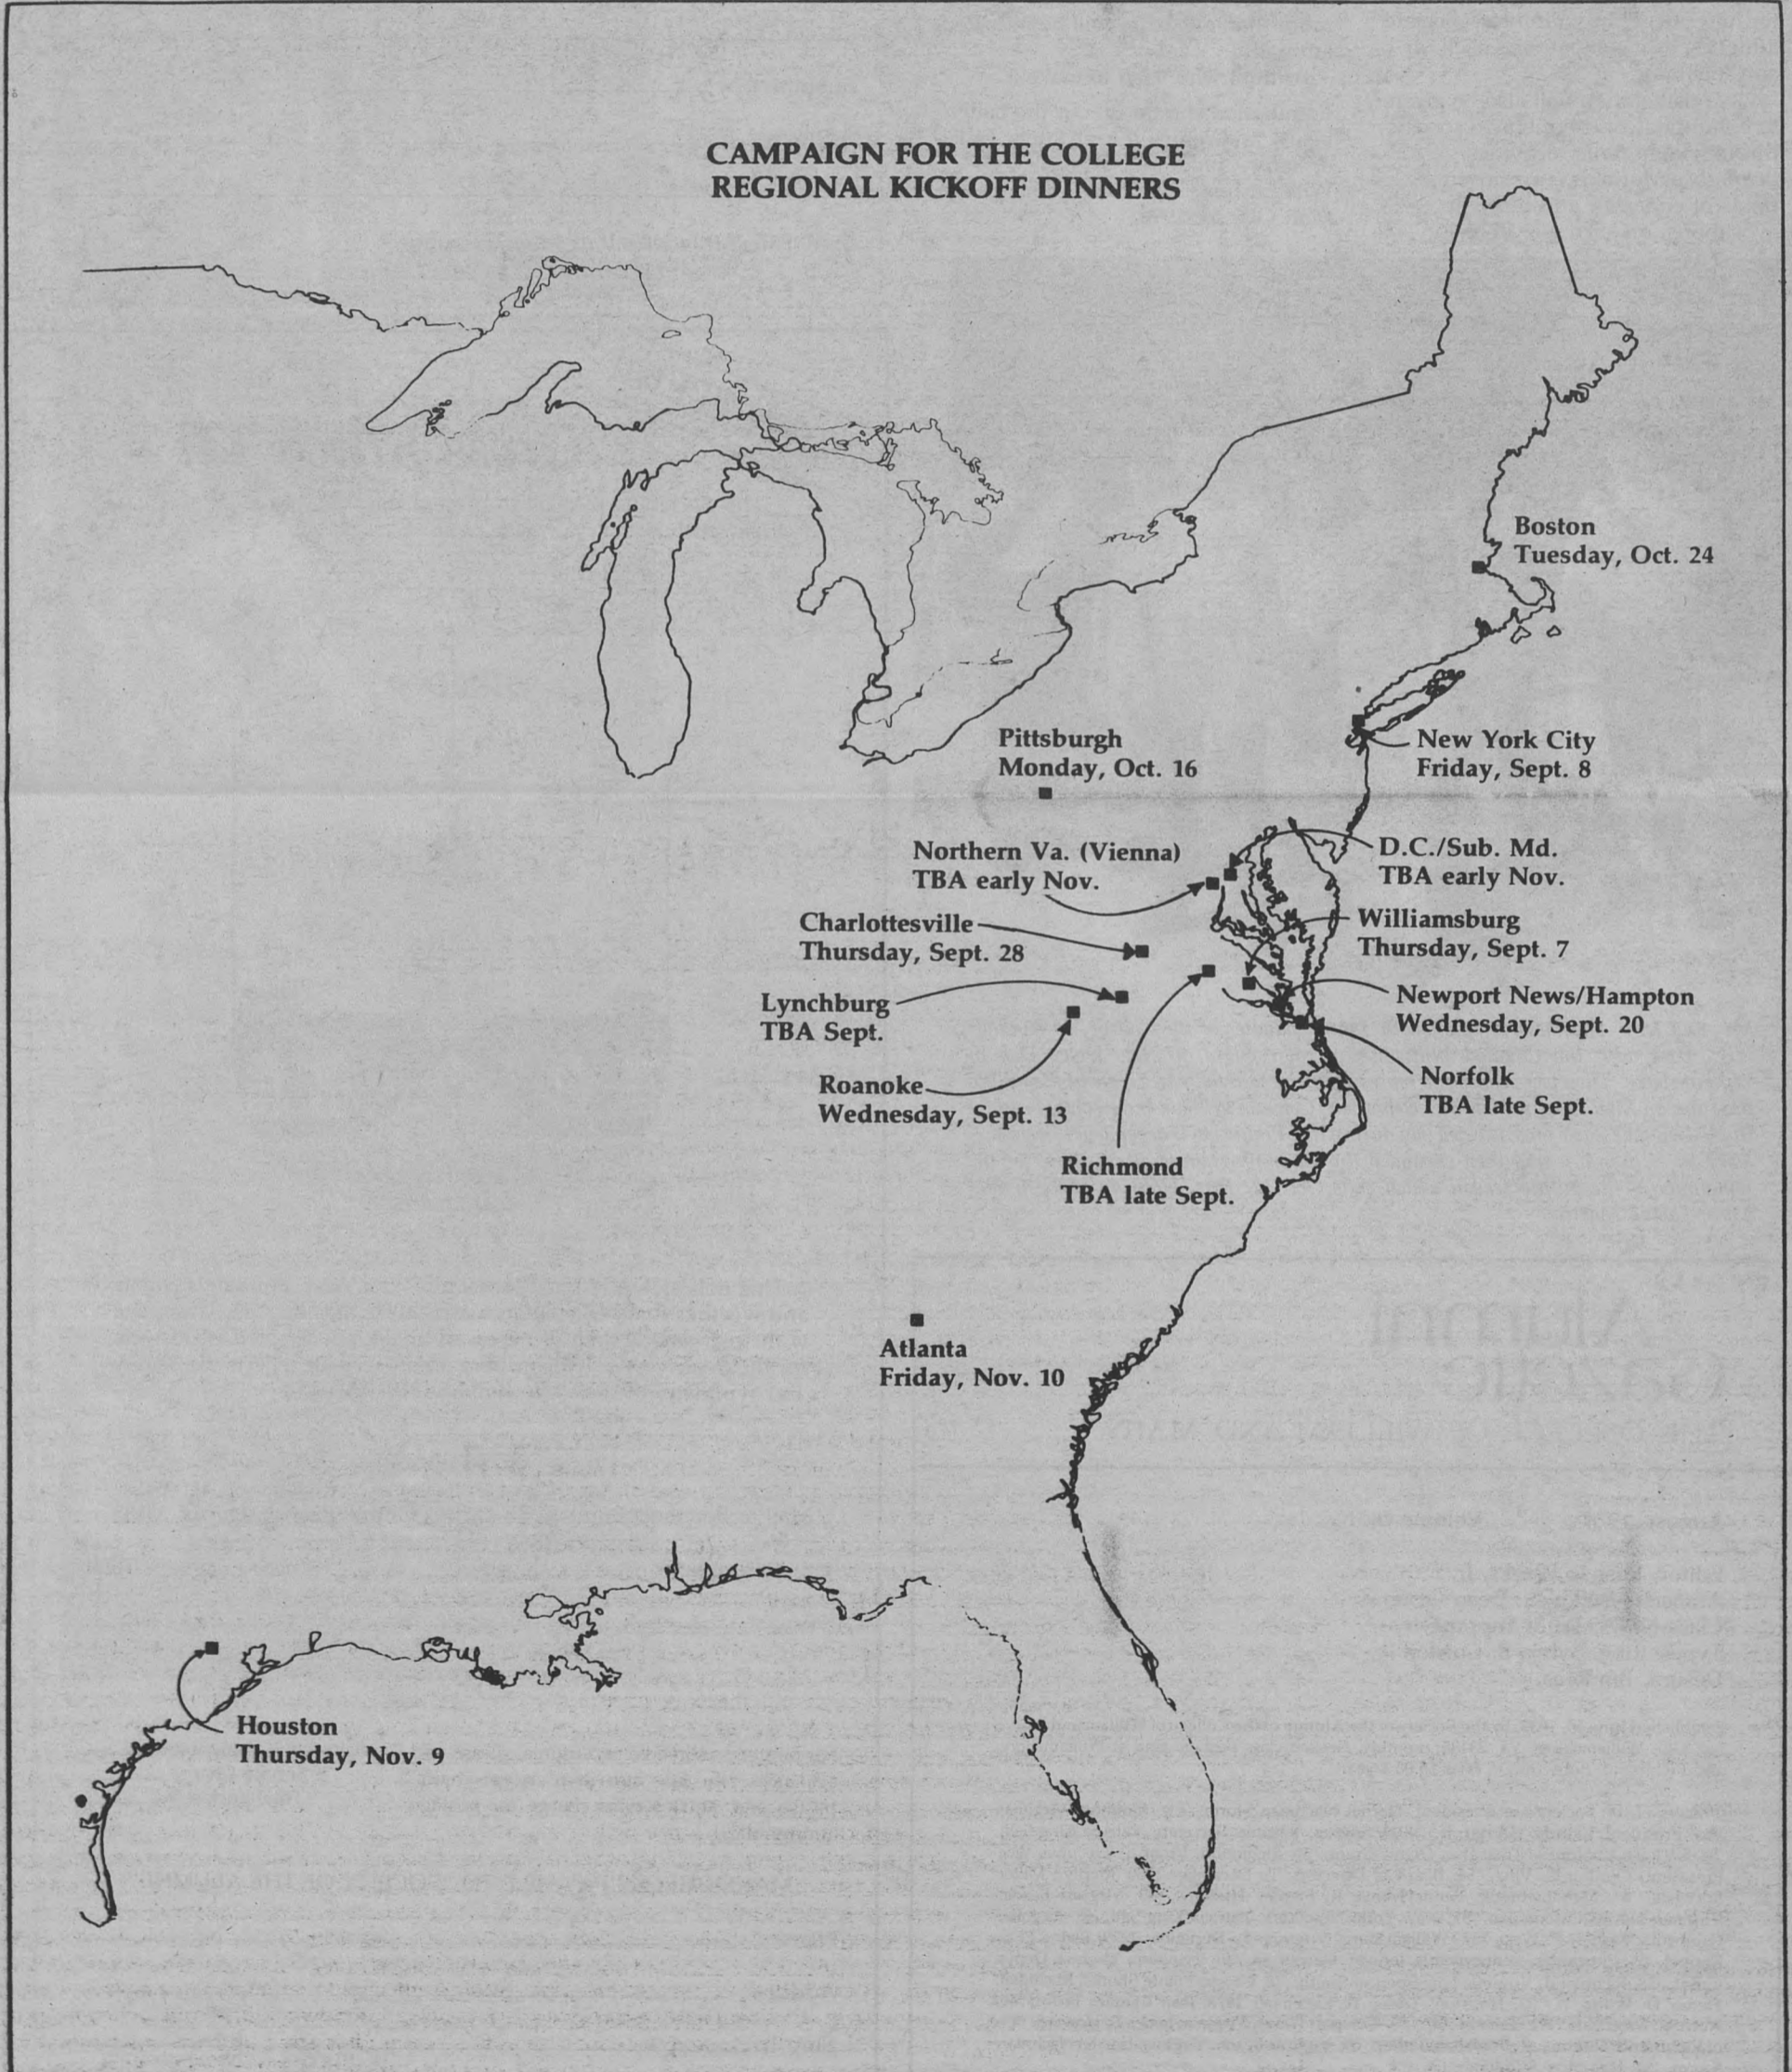 CAMPAIGN FOR THE COLLEGE
REGIONAL KICKOFF DINNERS
Boston
Tuesday, Oct. 24
Pittsburgh
Monday, Oct. 16
New York City
Friday, Sept. 8
Northern Va. (Vienna)
TBA early Nov.
D.C./Sub. Md.
TBA early Nov.
Charlottesville
Thursday, Sept. 28
Williamsburg
Thursday, Sept. 7
Lynchburg
TBA Sept.
Newport News/Hampton
Wednesday, Sept. 20
Roanoke
Wednesday, Sept. 13
Norfolk
TBA late Sept.
Richmond
TBA late Sept.
Atlanta
Friday, Nov. 10
Houston
Thursday, Nov. 9